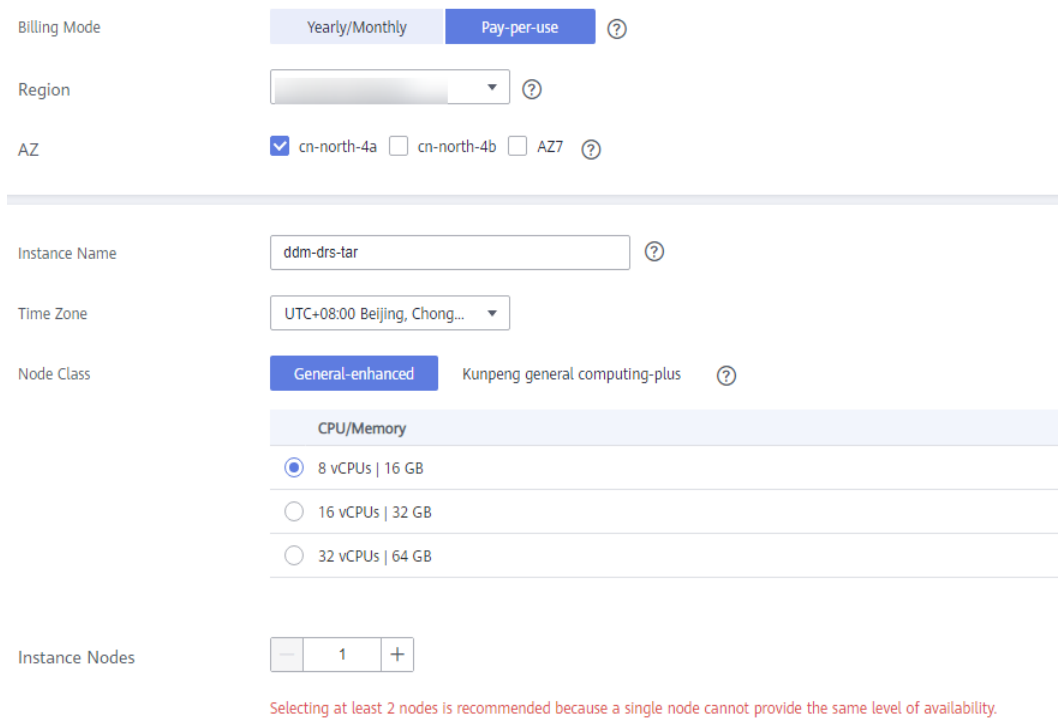 Billing Mode Yearly/Monthly Pay-per-use ?
Region ?
AZ cn-north-4a cn-north-4b AZ7 ?
Instance Name ddm-drs-tar ?
Time Zone UTC+08:00 Beijing, Chong...
Node Class General-enhanced Kunpeng general computing-plus ?
CPU/Memory
8 vCPUs | 16 GB
16 vCPUs | 32 GB
32 vCPUs | 64 GB
Instance Nodes — 1 +
Selecting at least 2 nodes is recommended because a single node cannot provide the same level of availability.